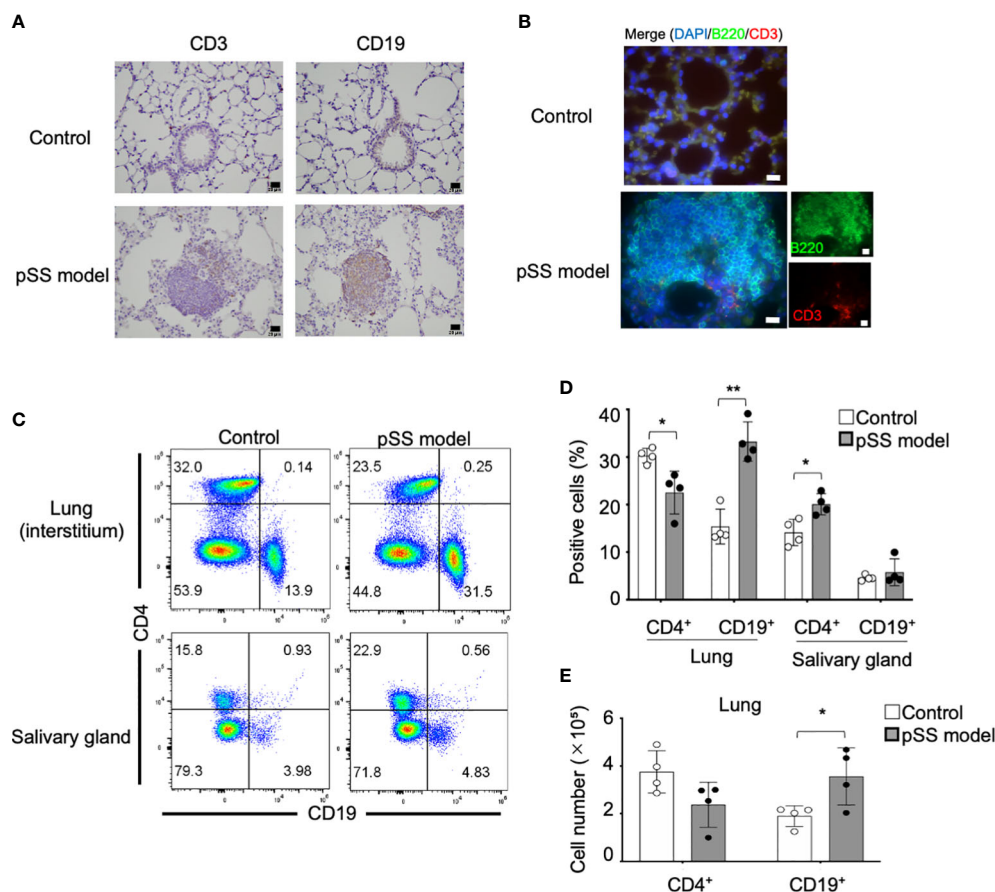 A
CD3
CD19
Control
pSS model
B
Merge (DAPI/B220/CD3)
Control
pSS model
B220
CD3
C
Control
pSS model
Lung
(interstitium)
32.0
0.14
53.9
13.9
23.5
0.25
44.8
31.5
CD4
Salivary gland
15.8
0.93
79.3
3.98
22.9
0.56
71.8
4.83
CD19
D
Positive cells (%)
40
30
20
10
0
*
**
*
Control
pSS model
CD4⁺
CD19⁺
CD4⁺
CD19⁺
Lung
Salivary gland
E
Lung
Cell number (×10⁵)
6
4
2
0
*
Control
pSS model
CD4⁺
CD19⁺